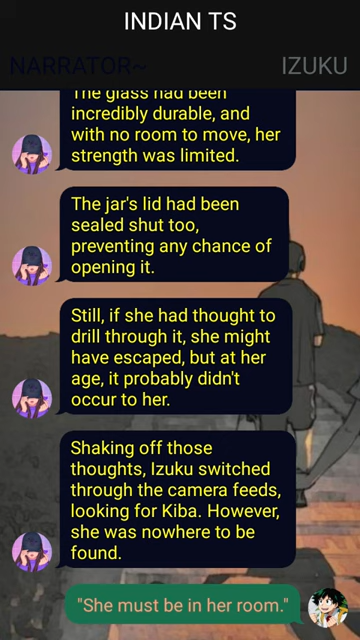 INDIAN TS
NARRATOR~ IZUKU
The glass had been
incredibly durable, and
with no room to move, her
strength was limited.
The jar's lid had been
sealed shut too,
preventing any chance of
opening it.
Still, if she had thought to
drill through it, she might
have escaped, but at her
age, it probably didn't
occur to her.
Shaking off those
thoughts, Izuku switched
through the camera feeds,
looking for Kiba. However,
she was nowhere to be
found.
"She must be in her room."